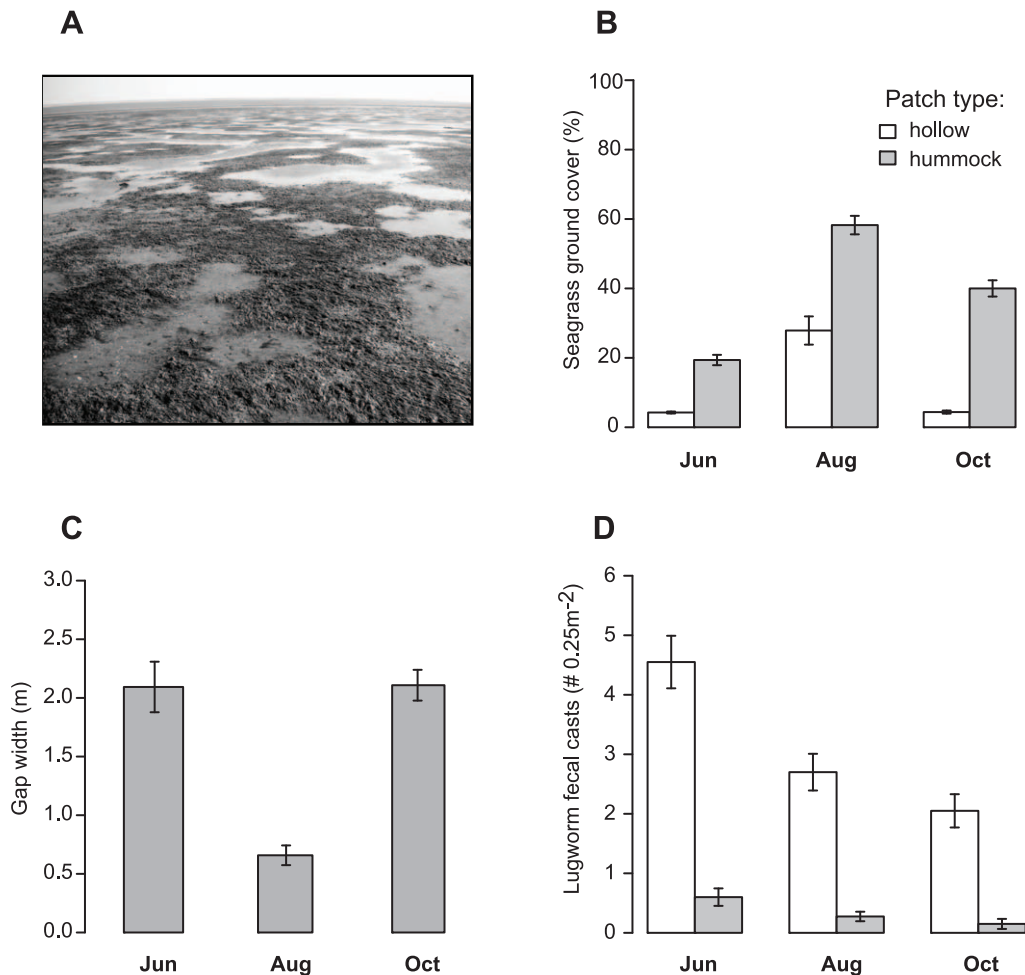 A
B
Seagrass ground cover (%)
100
80
60
40
20
0
Patch type:
hollow
hummock
Jun Aug Oct
C
Gap width (m)
3.0
2.5
2.0
1.5
1.0
0.5
0.0
Jun Aug Oct
D
Lugworm fecal casts (# 0.25m-2)
6
5
4
3
2
1
0
Jun Aug Oct